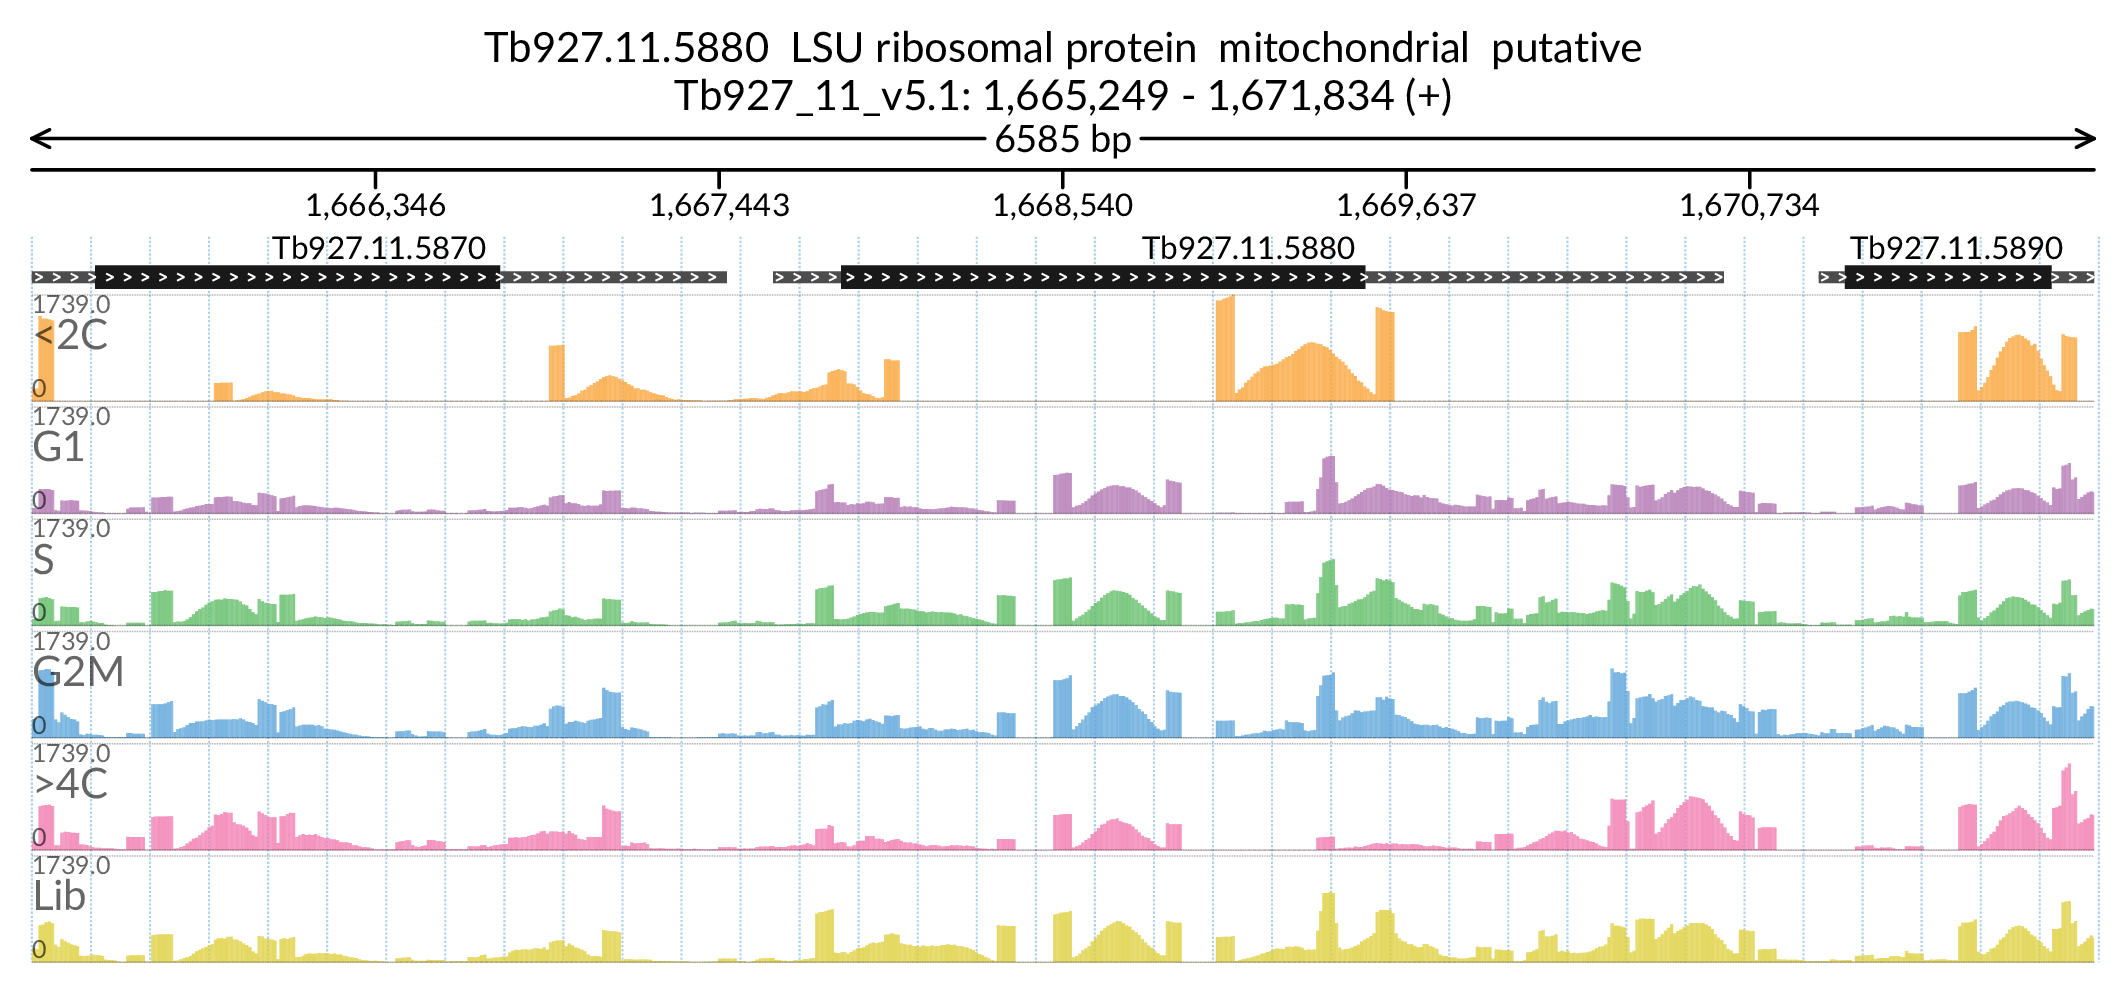 Tb927.11.5880 LSU ribosomal protein mitochondrial putative
Tb927_11_v5.1: 1,665,249 - 1,671,834 (+)
6585 bp
1,666,346 1,667,443 1,668,540 1,669,637 1,670,734
Tb927.11.5870 Tb927.11.5880 Tb927.11.5890
1739.0
<2C
0
1739.0
G1
0
1739.0
S
0
1739.0
G2M
0
1739.0
>4C
0
1739.0
Lib
0